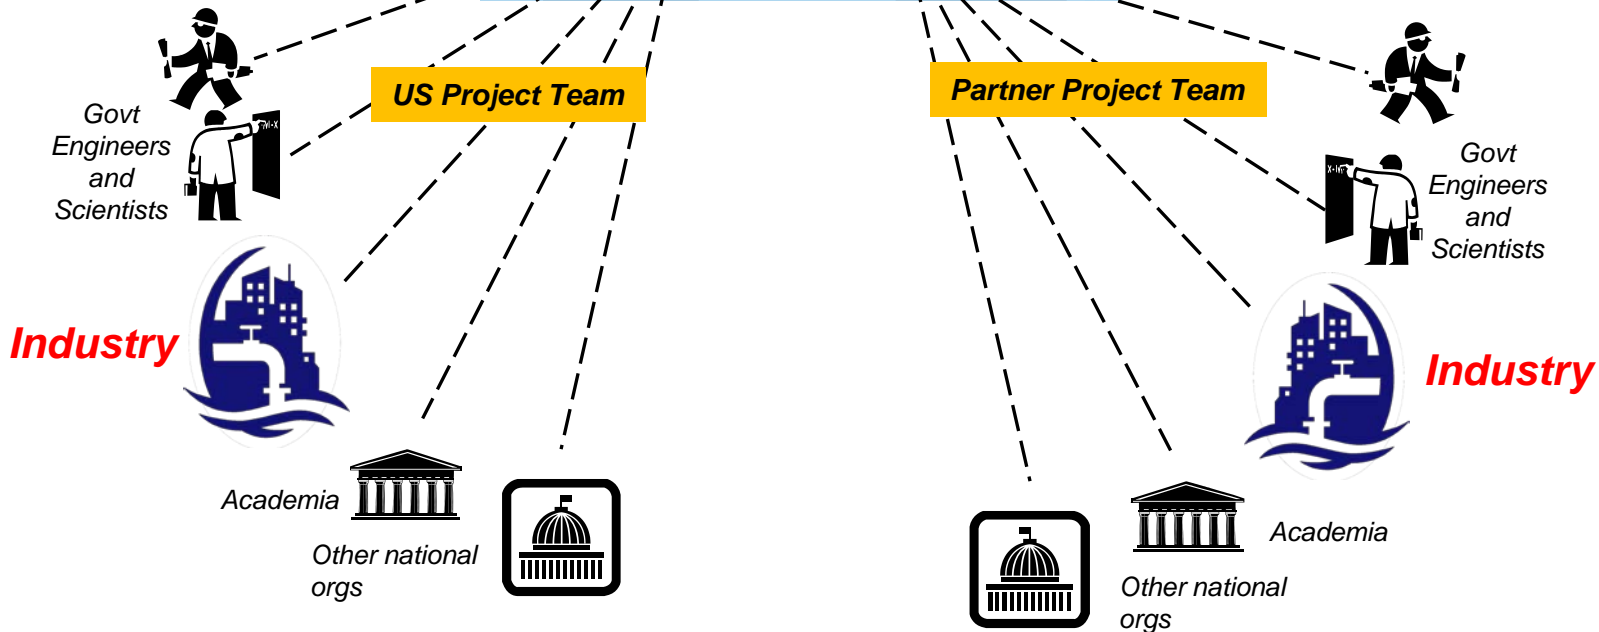 US Project Team
Partner Project Team
Govt
Engineers
and
Scientists
Govt
Engineers
and
Scientists
Industry
Industry
Academia
Other national
orgs
Academia
Other national
orgs